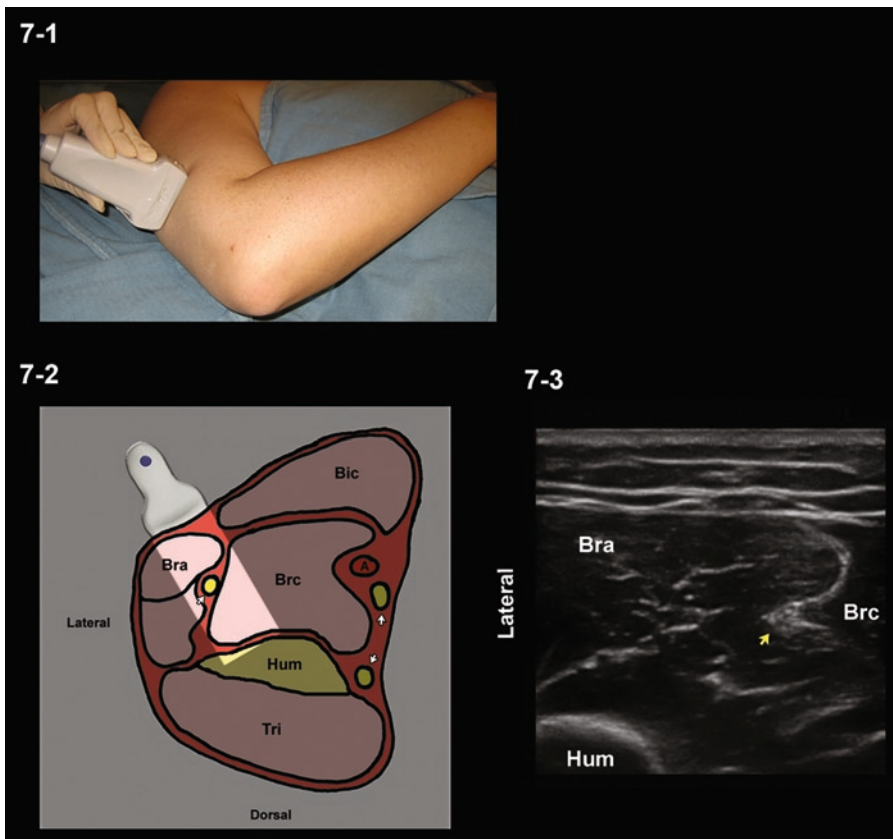 7-1
7-2
7-3
Bic
Bra
Brc
A
Lateral
Hum
Tri
Dorsal
Lateral
Bra
Brc
Hum